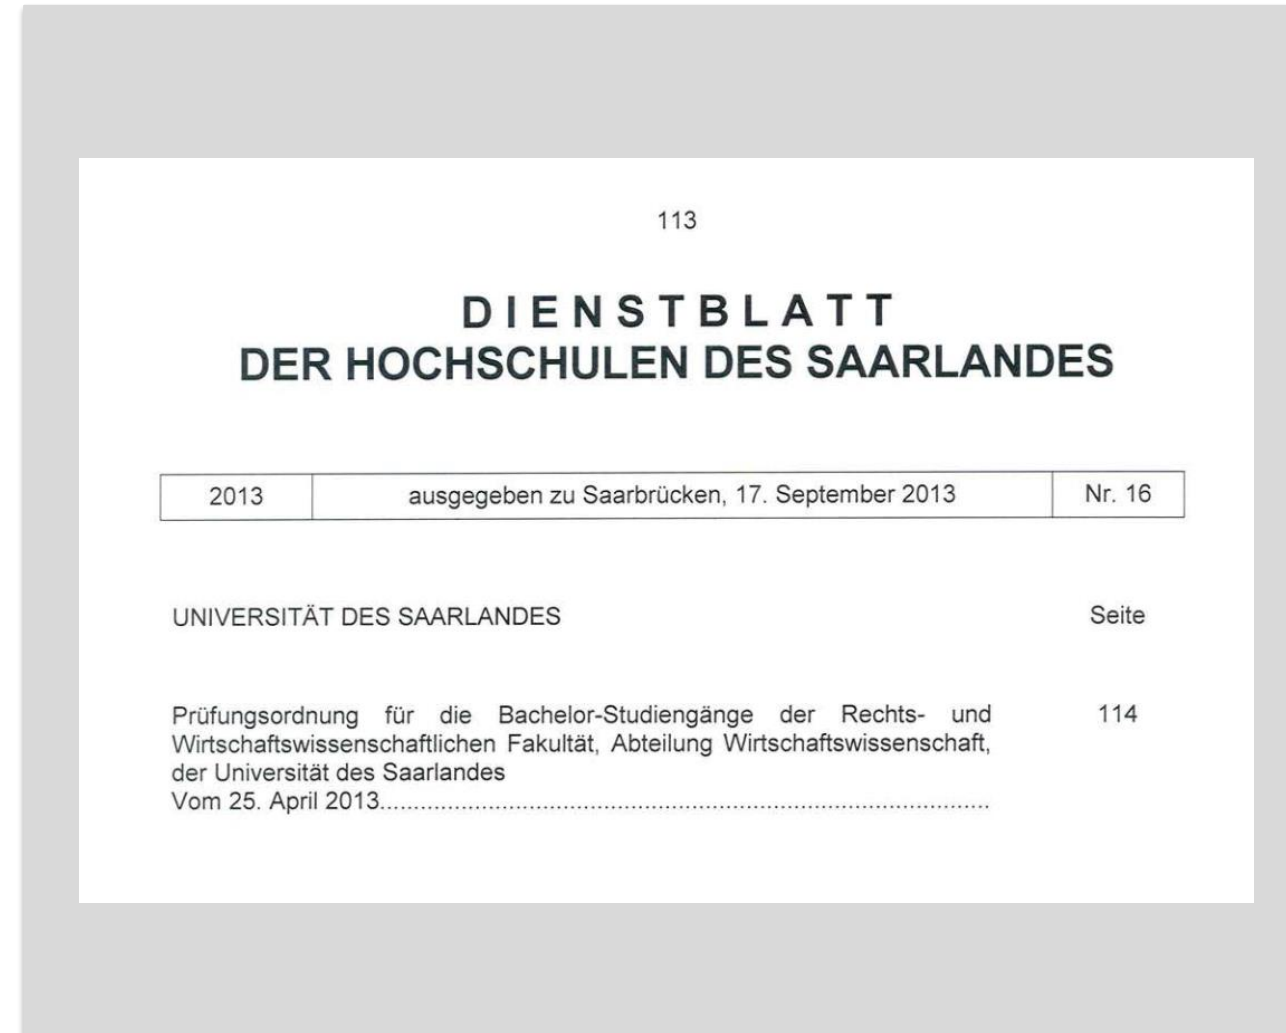 113
D I E N S T B L A T T
DER HOCHSCHULEN DES SAARLANDES
2013 ausgegeben zu Saarbrücken, 17. September 2013 Nr. 16
UNIVERSITÄT DES SAARLANDES Seite
Prüfungsordnung für die Bachelor-Studiengänge der Rechts- und 114
Wirtschaftswissenschaftlichen Fakultät, Abteilung Wirtschaftswissenschaft,
der Universität des Saarlandes
Vom 25. April 2013..........................................................................................